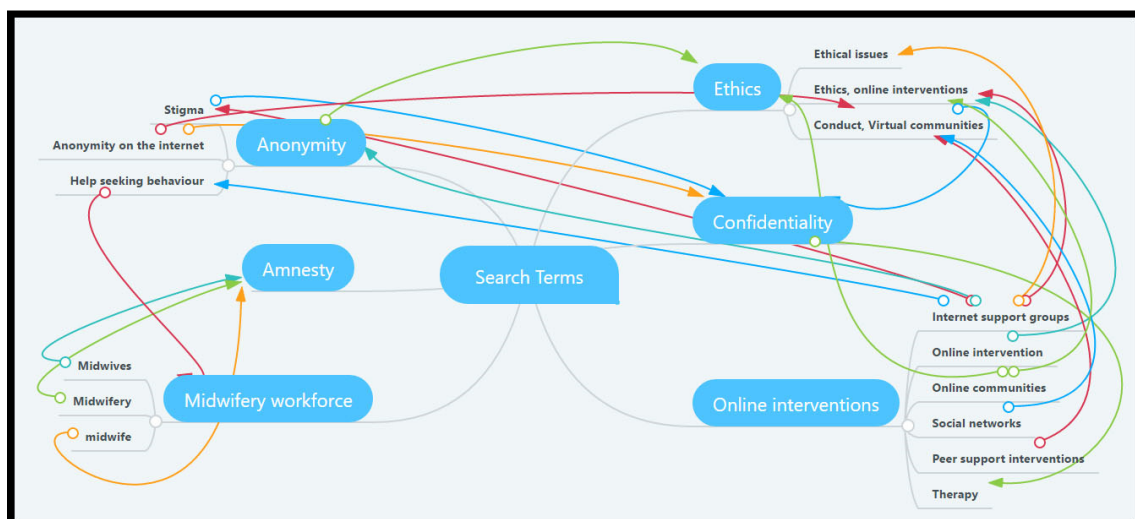 Search Terms
Anonymity
Stigma
Anonymity on the internet
Help seeking behaviour
Amnesty
Midwifery workforce
Midwives
Midwifery
midwife
Ethics
Ethical issues
Ethics, online interventions
Conduct, Virtual communities
Confidentiality
Online interventions
Internet support groups
Online intervention
Online communities
Social networks
Peer support interventions
Therapy